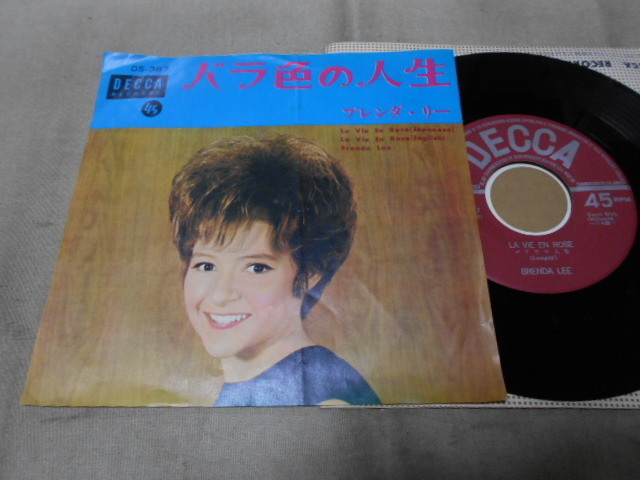 DS-387
DECCA
RECORDS
45
バラ色の人生
ブレンダ・リー
La Vie En Rose(Japanese)
La Vie En Rose(English)
Brenda Lee
DECCA
45
RPM
LA VIE EN ROSE
バラ色の人生
BRENDA LEE
RECOR